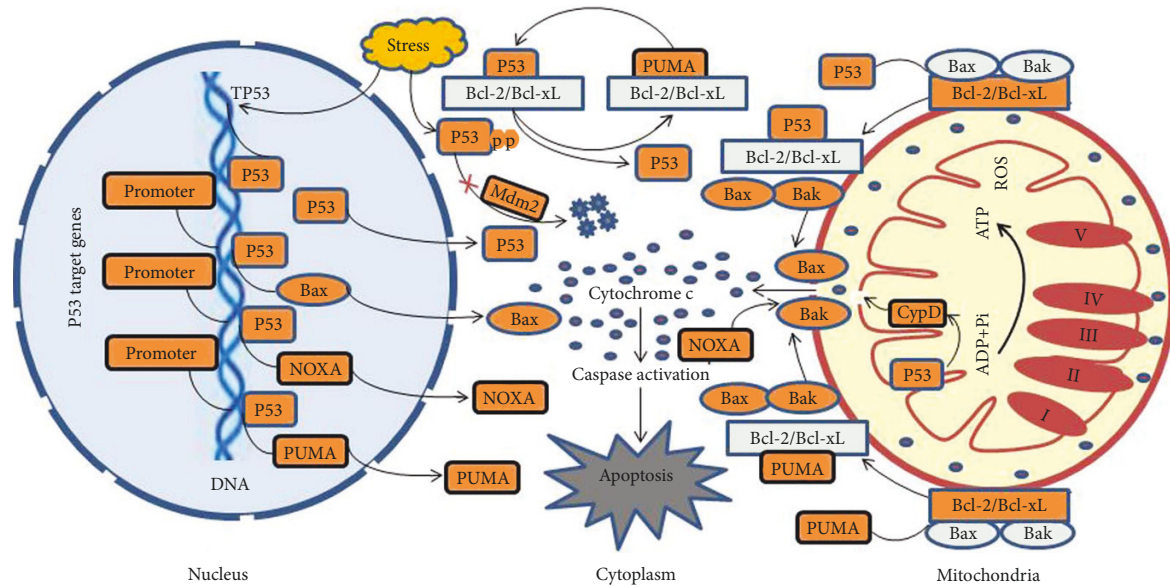 Stress
TP53
P53
Promoter
P53
P53
Promoter
P53
Bax
Promoter
P53
NOXA
P53
PUMA
P53 target genes
DNA
Nucleus
P53
Bcl-2/Bcl-xL
PUMA
Bcl-2/Bcl-xL
P53
p p
P53
Mdm2
P53
Bax
NOXA
PUMA
Cytochrome c
Caspase activation
Apoptosis
Cytoplasm
P53
Bax
Bak
Bcl-2/Bcl-xL
P53
Bcl-2/Bcl-xL
Bax
Bak
Bax
Bak
NOXA
Bax
Bak
Bcl-2/Bcl-xL
PUMA
PUMA
Bcl-2/Bcl-xL
Bax
Bak
ROS
ATP
ADP+Pi
CypD
P53
V
IV
III
II
I
Mitochondria